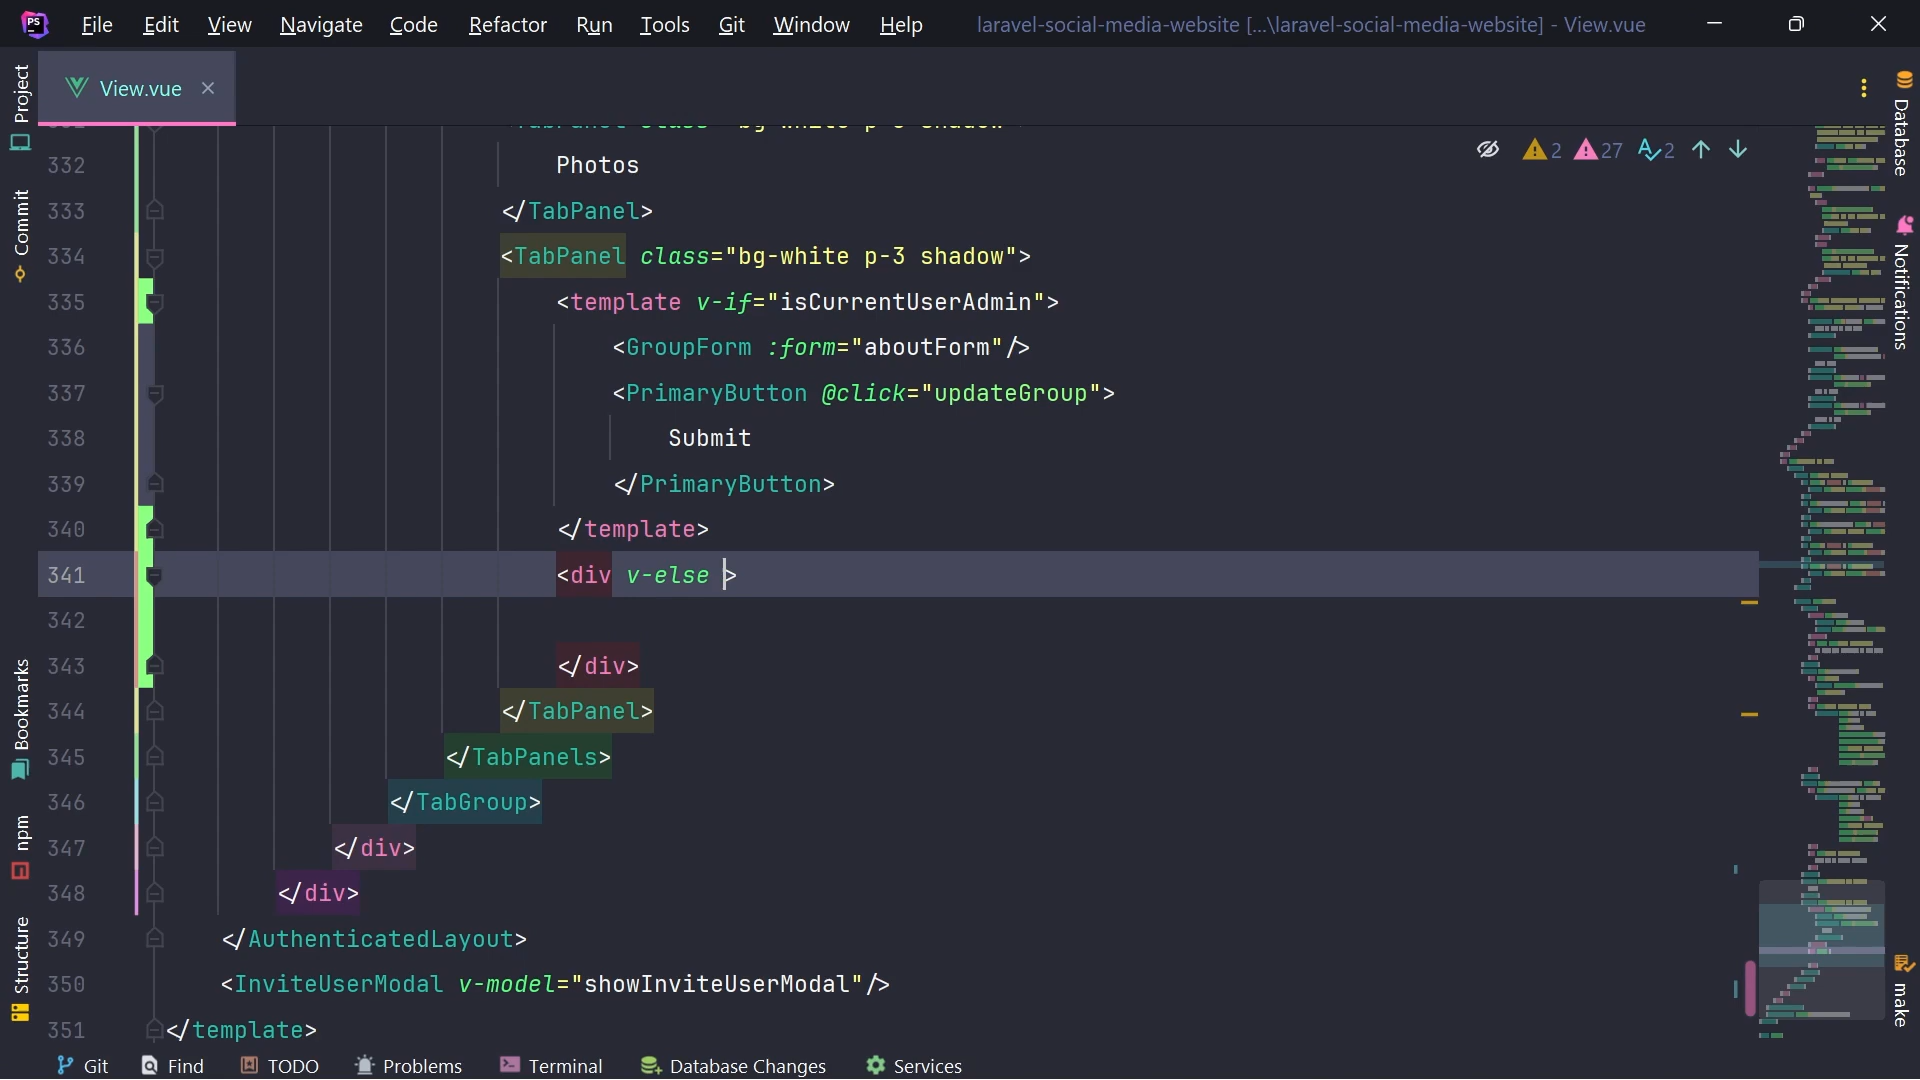 PS File Edit View Navigate Code Refactor Run Tools Git Window Help laravel-social-media-website [...\laravel-social-media-website] - View.vue
Project
Commit
Bookmarks
npm
Structure
View.vue
2 27 2
332 Photos
333 </TabPanel>
334 <TabPanel class="bg-white p-3 shadow">
335 <template v-if="isCurrentUserAdmin">
336 <GroupForm :form="aboutForm"/>
337 <PrimaryButton @click="updateGroup">
338 Submit
339 </PrimaryButton>
340 </template>
341 <div v-else >
342
343 </div>
344 </TabPanel>
345 </TabPanels>
346 </TabGroup>
347 </div>
348 </div>
349 </AuthenticatedLayout>
350 <InviteUserModal v-model="showInviteUserModal"/>
351 </template>
Database
Notifications
make
Git Find TODO Problems Terminal Database Changes Services